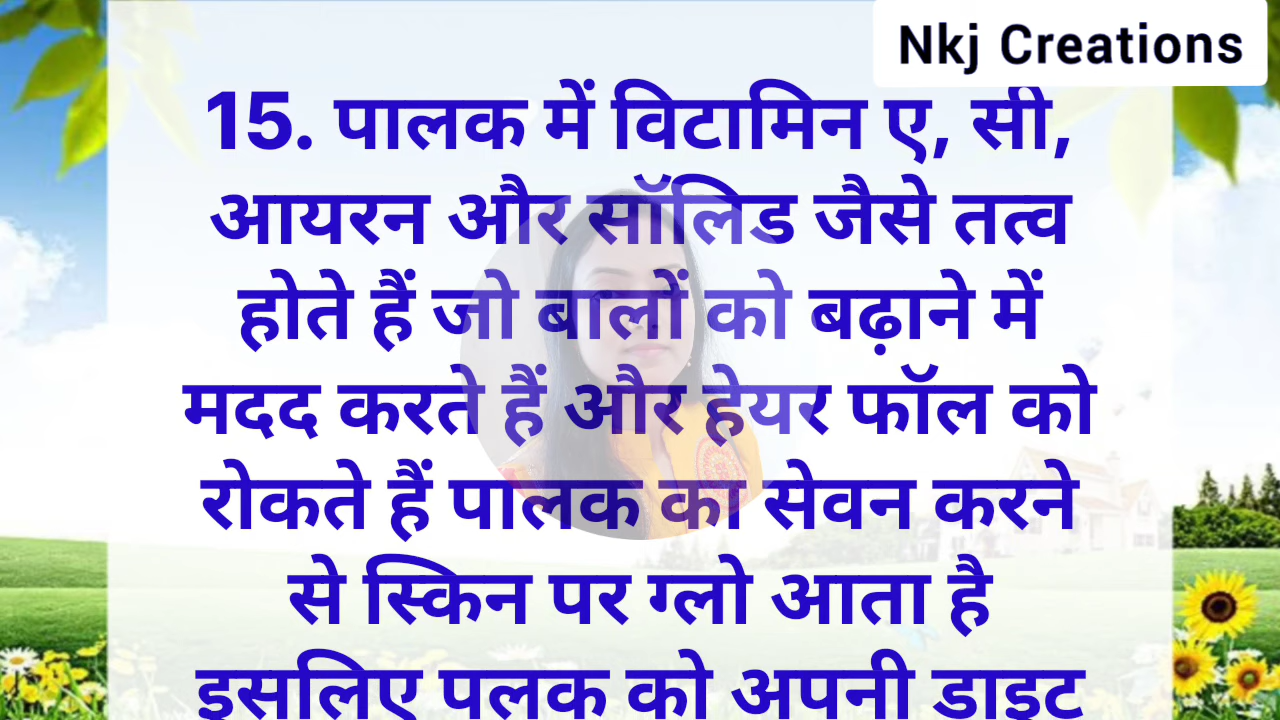 Nkj Creations
15. पालक में विटामिन ए, सी,
आयरन और सॉलिड जैसे तत्व
होते हैं जो बालों को बढ़ाने में
मदद करते हैं और हेयर फॉल को
रोकते हैं पालक का सेवन करने
से स्किन पर ग्लो आता है
इसलिए पलक को अपनी डाइट